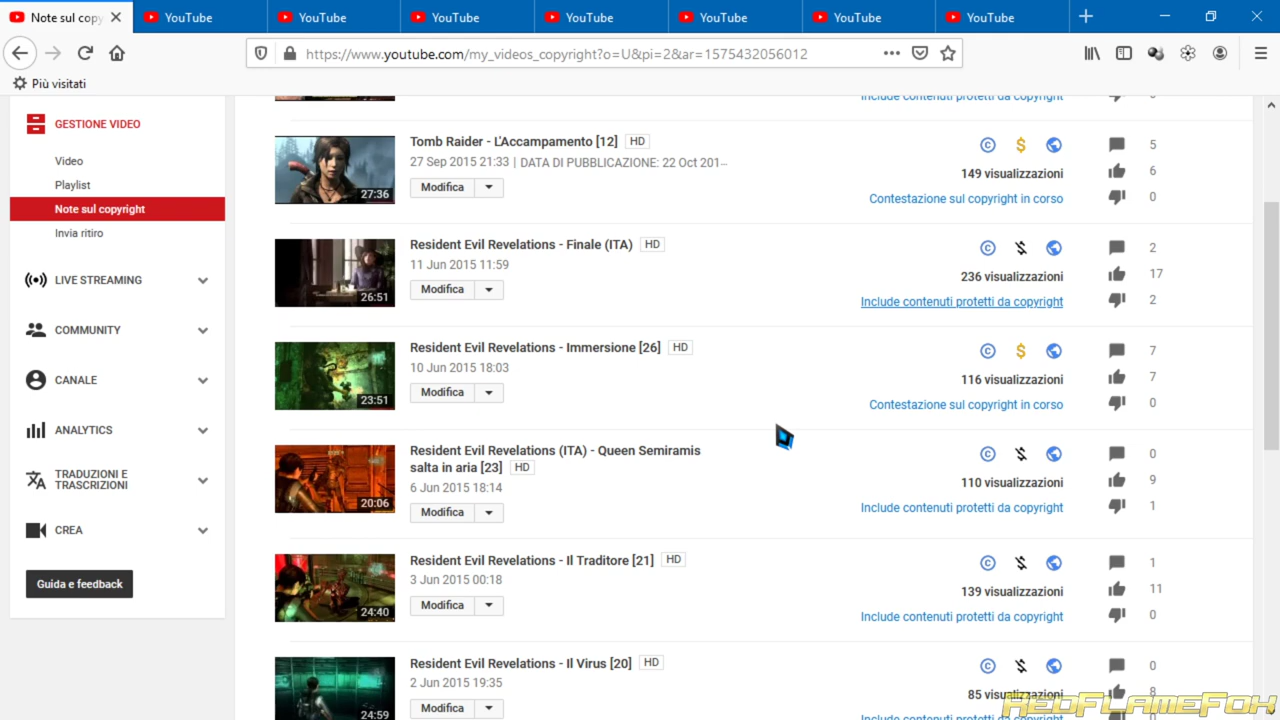 Note sul copy
YouTube
YouTube
YouTube
YouTube
YouTube
YouTube
YouTube
https://www.youtube.com/my_videos_copyright?o=U&pi=2&ar=1575432056012
Più visitati
GESTIONE VIDEO
Video
Playlist
Note sul copyright
Invia ritiro
LIVE STREAMING
COMMUNITY
CANALE
ANALYTICS
TRADUZIONI E
TRASCRIZIONI
CREA
Guida e feedback
Include contenuti protetti da copyright
Tomb Raider - L'Accampamento [12] HD
27 Sep 2015 21:33 | DATA DI PUBBLICAZIONE: 22 Oct 201...
27:36
Modifica
149 visualizzazioni
Contestazione sul copyright in corso
5
6
0
Resident Evil Revelations - Finale (ITA) HD
11 Jun 2015 11:59
26:51
Modifica
236 visualizzazioni
Include contenuti protetti da copyright
2
17
2
Resident Evil Revelations - Immersione [26] HD
10 Jun 2015 18:03
23:51
Modifica
116 visualizzazioni
Contestazione sul copyright in corso
7
7
0
Resident Evil Revelations (ITA) - Queen Semiramis
salta in aria [23] HD
6 Jun 2015 18:14
20:06
Modifica
110 visualizzazioni
Include contenuti protetti da copyright
0
9
1
Resident Evil Revelations - Il Traditore [21] HD
3 Jun 2015 00:18
24:40
Modifica
139 visualizzazioni
Include contenuti protetti da copyright
1
11
0
Resident Evil Revelations - Il Virus [20] HD
2 Jun 2015 19:35
24:59
Modifica
85 visualizzazioni
Include contenuti protetti da copyright
0
8
REDFLAMEFOX